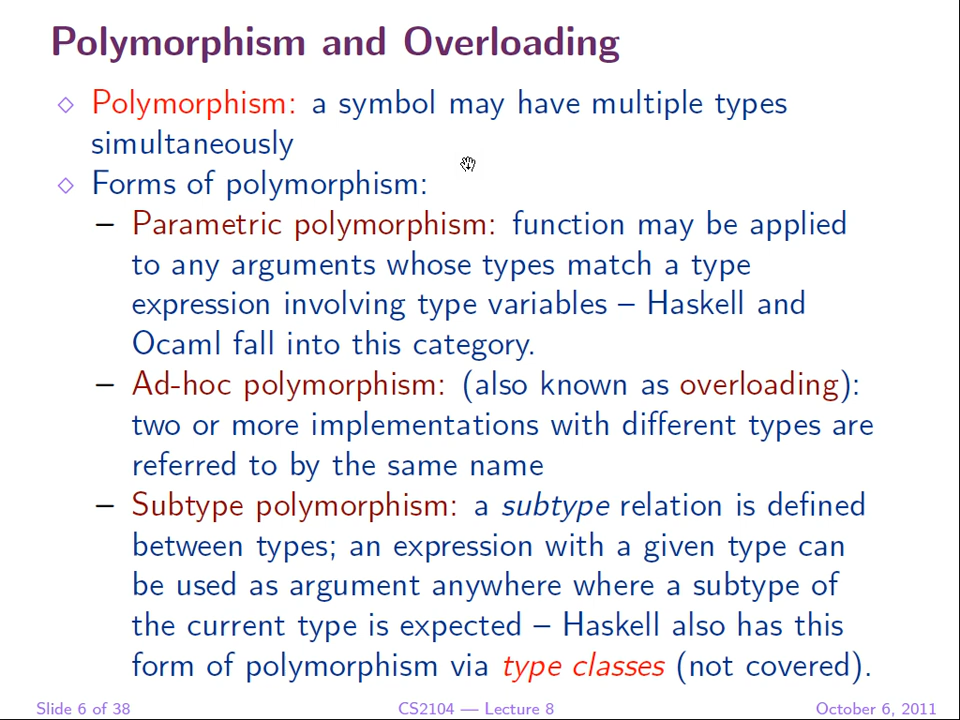 Polymorphism and Overloading
◇ Polymorphism: a symbol may have multiple types
simultaneously
◇ Forms of polymorphism:
– Parametric polymorphism: function may be applied
to any arguments whose types match a type
expression involving type variables – Haskell and
Ocaml fall into this category.
– Ad-hoc polymorphism: (also known as overloading):
two or more implementations with different types are
referred to by the same name
– Subtype polymorphism: a subtype relation is defined
between types; an expression with a given type can
be used as argument anywhere where a subtype of
the current type is expected – Haskell also has this
form of polymorphism via type classes (not covered).
Slide 6 of 38 CS2104 — Lecture 8 October 6, 2011